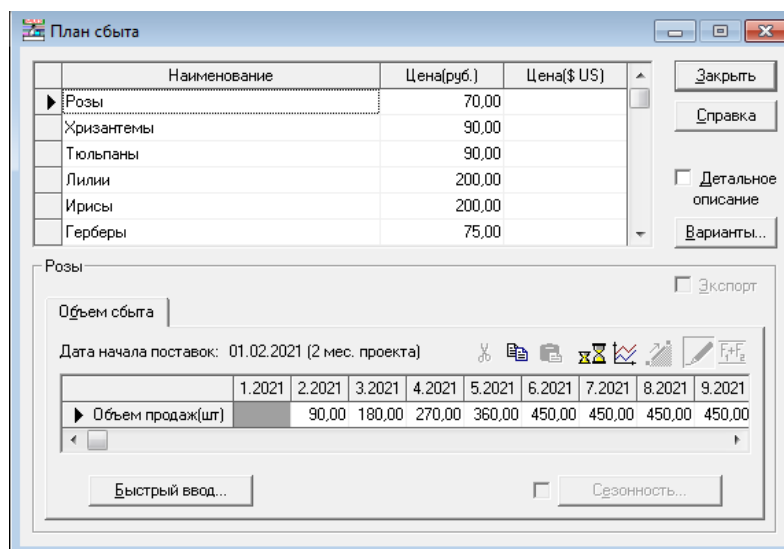 План сбыта
Наименование Цена(руб.) Цена($ US)
Розы 70,00
Хризантемы 90,00
Тюльпаны 90,00
Лилии 200,00
Ирисы 200,00
Герберы 75,00
Закрыть
Справка
Детальное
описание
Варианты...
Розы
Экспорт
Объем сбыта
Дата начала поставок: 01.02.2021 (2 мес. проекта)
F1+F2
1.2021 2.2021 3.2021 4.2021 5.2021 6.2021 7.2021 8.2021 9.2021
Объем продаж(шт) 90,00 180,00 270,00 360,00 450,00 450,00 450,00 450,00
Быстрый ввод... Сезонность...